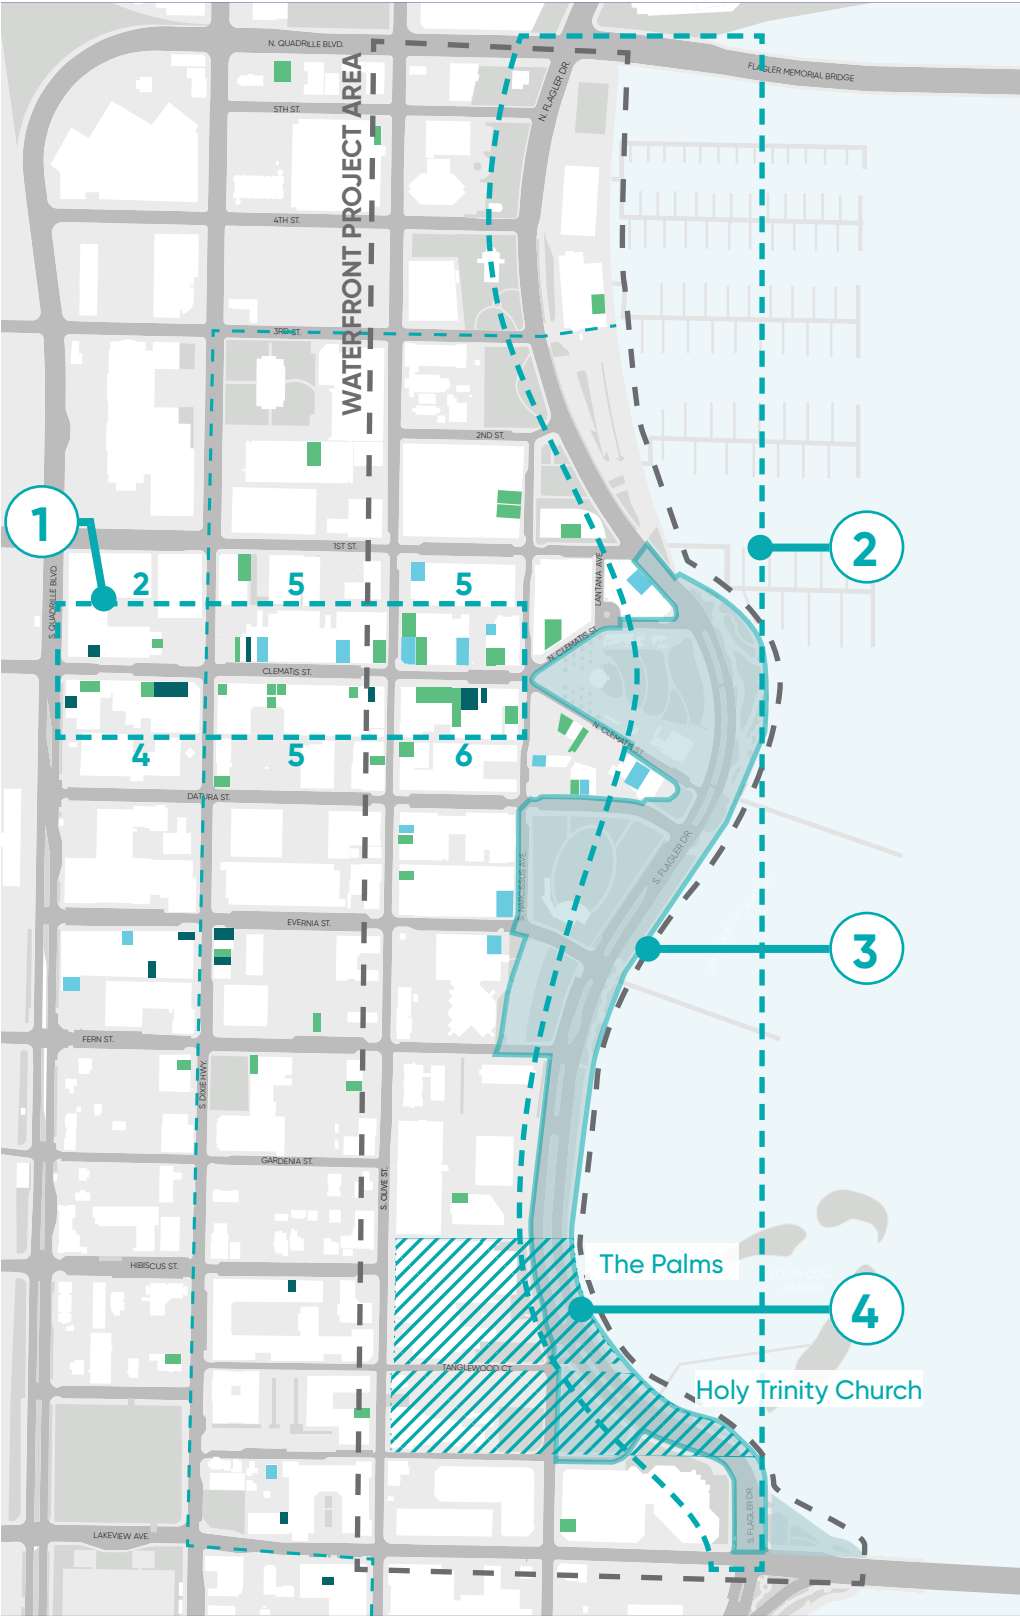 N. QUADRILLE BLVD.
FLAGLER MEMORIAL BRIDGE
N. FLAGLER DR.
5TH ST.
WATERFRONT PROJECT AREA
4TH ST.
3RD ST.
2ND ST.
1
1ST ST.
2
LANTANA AVE
S. QUADRILLE BLVD.
2
5
5
N. CLEMATIS ST.
CLEMATIS ST.
N. CLEMATIS ST.
4
5
6
DATURA ST.
S. FLAGLER DR
S. NARCISSUS AVE.
EVERNIA ST.
3
FERN ST.
S. DIXIE HWY.
GARDENIA ST.
S. OLIVE ST.
HIBISCUS ST.
The Palms
4
TANGLEWOOD CT.
Holy Trinity Church
S. FLAGLER DR.
LAKEVIEW AVE.